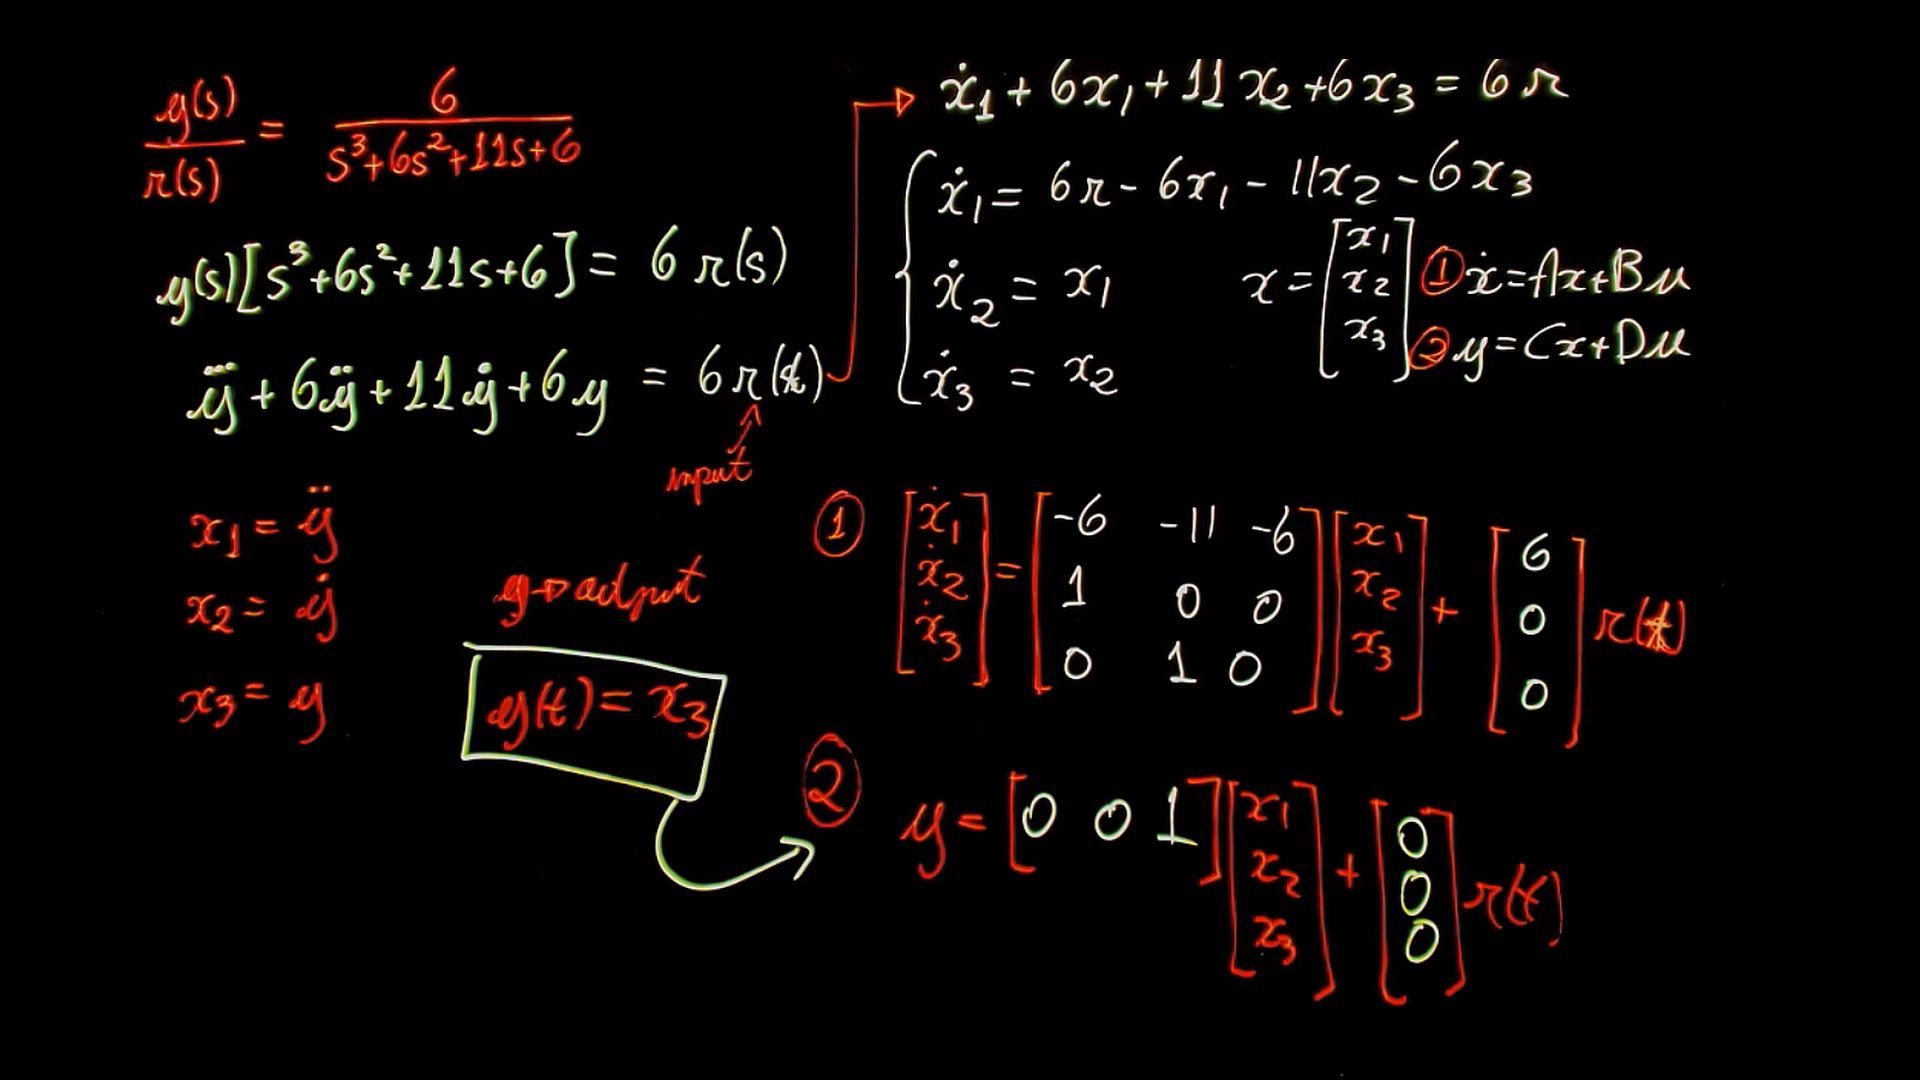 y(s)/r(s) = 6/(s³+6s²+11s+6)
y(s)[s³+6s²+11s+6] = 6 r(s)
y⃛ + 6ÿ + 11ẏ + 6y = 6r(t)
input
x₁ = ÿ
x₂ = ẏ
x₃ = y
y→output
y(t) = x₃
ẋ₁ + 6x₁ + 11x₂ + 6x₃ = 6r
ẋ₁ = 6r - 6x₁ - 11x₂ - 6x₃
ẋ₂ = x₁
ẋ₃ = x₂
x = [x₁ x₂ x₃]
① ẋ = Ax + Bu
② y = Cx + Du
① [ẋ₁ ẋ₂ ẋ₃] = [-6 -11 -6; 1 0 0; 0 1 0] [x₁ x₂ x₃] + [6 0 0] r(t)
② y = [0 0 1] [x₁ x₂ x₃] + [0 0 0] r(t)